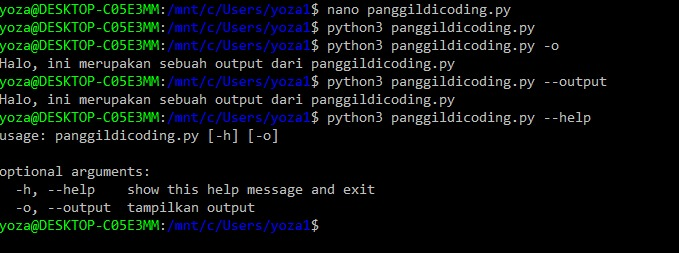 yoza@DESKTOP-C05E3MM:/mnt/c/Users/yoza1$ nano panggildicoding.py
yoza@DESKTOP-C05E3MM:/mnt/c/Users/yoza1$ python3 panggildicoding.py
yoza@DESKTOP-C05E3MM:/mnt/c/Users/yoza1$ python3 panggildicoding.py -o
Halo, ini merupakan sebuah output dari panggildicoding.py
yoza@DESKTOP-C05E3MM:/mnt/c/Users/yoza1$ python3 panggildicoding.py --output
Halo, ini merupakan sebuah output dari panggildicoding.py
yoza@DESKTOP-C05E3MM:/mnt/c/Users/yoza1$ python3 panggildicoding.py --help
usage: panggildicoding.py [-h] [-o]

optional arguments:
  -h, --help    show this help message and exit
  -o, --output  tampilkan output
yoza@DESKTOP-C05E3MM:/mnt/c/Users/yoza1$